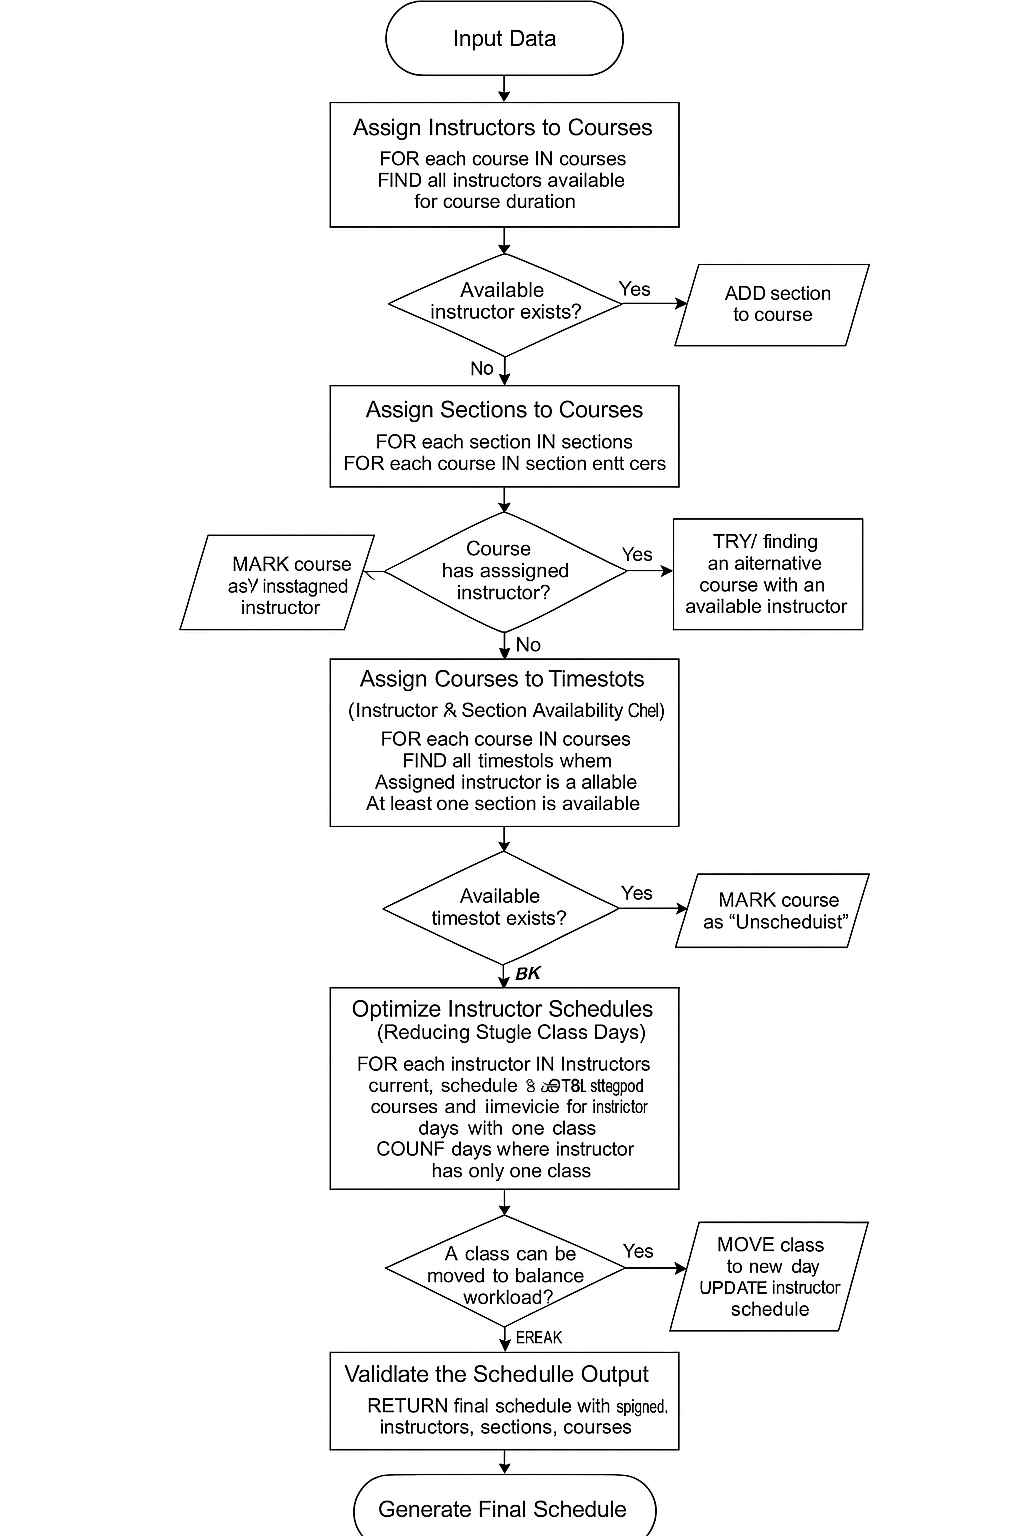 Input Data
Assign Instructors to Courses
FOR each course IN courses
FIND all instructors available
for course duration
Available
instructor exists?
Yes
ADD section
to course
No
Assign Sections to Courses
FOR each section IN sections
FOR each course IN section entt cers
MARK course
insstagned
instructor
Course
has asssigned
instructor?
Yes
TRY/ finding
an aiternative
course with an
available instructor
No
Assign Courses to Timestots
(Instructor & Section Availability Chel)
FOR each course IN courses
FIND all timestols whem
Assigned instructor is a allable
At least one section is available
Available
timestot exists?
Yes
MARK course
as “Unscheduist”
BK
Optimize Instructor Schedules
(Reducing Stugle Class Days)
FOR each instructor IN Instructors
current, schedule sttegpod
courses and iimevicie for instrictor
days with one class
COUNF days where instructor
has only one class
A class can be
moved to balance
workload?
Yes
MOVE class
to new day
UPDATE instructor
schedule
EREAK
Validlate the Schedulle Output
RETURN final schedule with spigned,
instructors, sections, courses
Generate Final Schedule